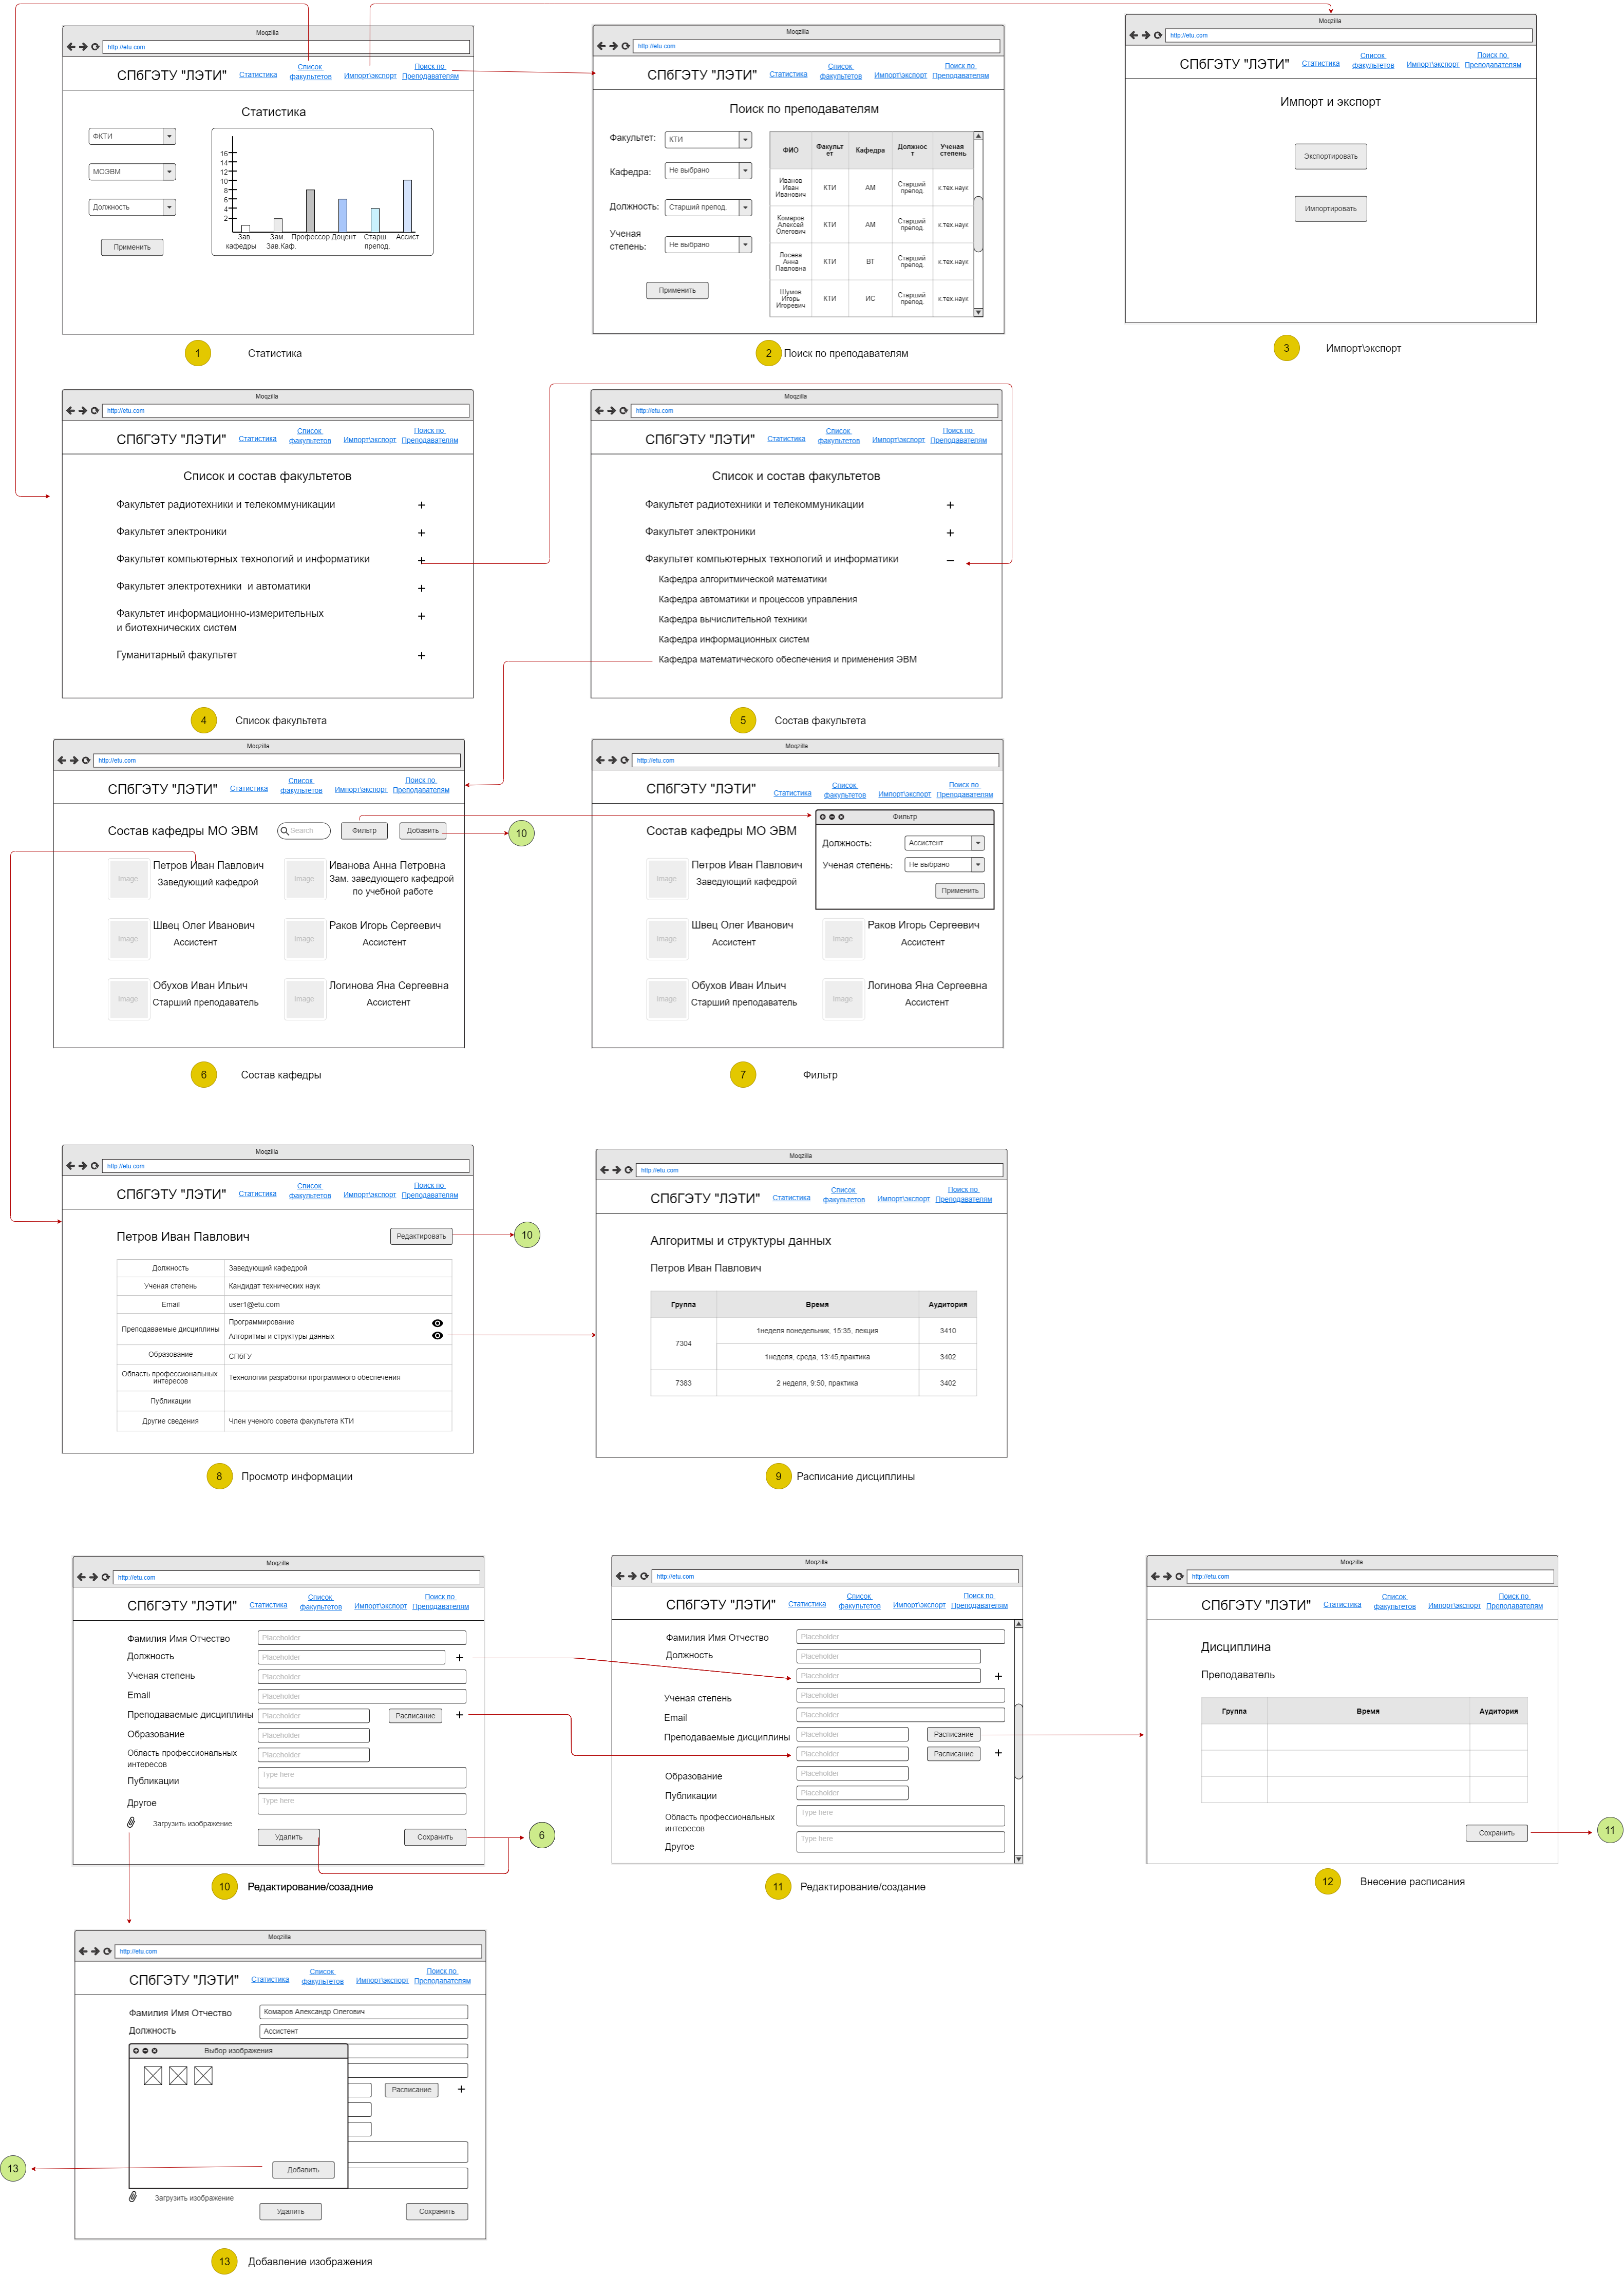 Moqzilla
http://etu.com
СПбГЭТУ "ЛЭТИ"
Статистика
Список
факультетов
Импорт\экспорт
Поиск по
Преподавателям
Статистика
ФКТИ
МОЭВМ
Должность
Применить
16
14
12
10
8
6
4
2
Зав.
кафедры
Зам.
Зав.Каф.
Профессор
Доцент
Старш.
препод.
Ассист
1
Статистика
Moqzilla
http://etu.com
СПбГЭТУ "ЛЭТИ"
Статистика
Список
факультетов
Импорт\экспорт
Поиск по
Преподавателям
Поиск по преподавателям
Факультет:
КТИ
Кафедра:
Не выбрано
Должность:
Старший препод.
Ученая
степень:
Не выбрано
Применить
ФИО
Факульт
ет
Кафедра
Должнос
т
Ученая
степень
Иванов
Иван
Иванович
КТИ
АМ
Старший
препод.
к.тех.наук
Комаров
Алексей
Олегович
КТИ
АМ
Старший
препод.
к.тех.наук
Лосева
Анна
Павловна
КТИ
ВТ
Старший
препод.
к.тех.наук
Шумов
Игорь
Игоревич
КТИ
ИС
Старший
препод.
к.тех.наук
2
Поиск по преподавателям
Moqzilla
http://etu.com
СПбГЭТУ "ЛЭТИ"
Статистика
Список
факультетов
Импорт\экспорт
Поиск по
Преподавателям
Импорт и экспорт
Экспортировать
Импортировать
3
Импорт\экспорт
Moqzilla
http://etu.com
СПбГЭТУ "ЛЭТИ"
Статистика
Список
факультетов
Импорт\экспорт
Поиск по
Преподавателям
Список и состав факультетов
Факультет радиотехники и телекоммуникации
+
Факультет электроники
+
Факультет компьютерных технологий и информатики
+
Факультет электротехники и автоматики
+
Факультет информационно-измерительных
и биотехнических систем
+
Гуманитарный факультет
+
4
Список факультета
Moqzilla
http://etu.com
СПбГЭТУ "ЛЭТИ"
Статистика
Список
факультетов
Импорт\экспорт
Поиск по
Преподавателям
Список и состав факультетов
Факультет радиотехники и телекоммуникации
+
Факультет электроники
+
Факультет компьютерных технологий и информатики
−
Кафедра алгоритмической математики
Кафедра автоматики и процессов управления
Кафедра вычислительной техники
Кафедра информационных систем
Кафедра математического обеспечения и применения ЭВМ
5
Состав факультета
Moqzilla
http://etu.com
СПбГЭТУ "ЛЭТИ"
Статистика
Список
факультетов
Импорт\экспорт
Поиск по
Преподавателям
Состав кафедры МО ЭВМ
Search
Фильтр
Добавить
10
Image
Петров Иван Павлович
Заведующий кафедрой
Image
Иванова Анна Петровна
Зам. заведующего кафедрой
по учебной работе
Image
Швец Олег Иванович
Ассистент
Image
Раков Игорь Сергеевич
Ассистент
Image
Обухов Иван Ильич
Старший преподаватель
Image
Логинова Яна Сергеевна
Ассистент
6
Состав кафедры
Moqzilla
http://etu.com
СПбГЭТУ "ЛЭТИ"
Статистика
Список
факультетов
Импорт\экспорт
Поиск по
Преподавателям
Состав кафедры МО ЭВМ
Фильтр
Должность:
Ассистент
Ученая степень:
Не выбрано
Применить
Image
Петров Иван Павлович
Заведующий кафедрой
Image
Швец Олег Иванович
Ассистент
Image
Раков Игорь Сергеевич
Ассистент
Image
Обухов Иван Ильич
Старший преподаватель
Image
Логинова Яна Сергеевна
Ассистент
7
Фильтр
Moqzilla
http://etu.com
СПбГЭТУ "ЛЭТИ"
Статистика
Список
факультетов
Импорт\экспорт
Поиск по
Преподавателям
Петров Иван Павлович
Редактировать
10
Должность
Заведующий кафедрой
Ученая степень
Кандидат технических наук
Email
user1@etu.com
Преподаваемые дисциплины
Программирование
Алгоритмы и структуры данных
Образование
СПбГУ
Область профессиональных
интересов
Технологии разработки программного обеспечения
Публикации
Другие сведения
Член ученого совета факультета КТИ
8
Просмотр информации
Moqzilla
http://etu.com
СПбГЭТУ "ЛЭТИ"
Статистика
Список
факультетов
Импорт\экспорт
Поиск по
Преподавателям
Алгоритмы и структуры данных
Петров Иван Павлович
Группа
Время
Аудитория
7304
1неделя понедельник, 15:35, лекция
3410
1неделя, среда, 13:45,практика
3402
7383
2 неделя, 9:50, практика
3402
9
Расписание дисциплины
Moqzilla
http://etu.com
СПбГЭТУ "ЛЭТИ"
Статистика
Список
факультетов
Импорт\экспорт
Поиск по
Преподавателям
Фамилия Имя Отчество
Placeholder
Должность
Placeholder
+
Ученая степень
Placeholder
Email
Placeholder
Преподаваемые дисциплины
Placeholder
Расписание
+
Образование
Placeholder
Область профессиональных
интересов
Placeholder
Публикации
Type here
Другое
Type here
Загрузить изображение
Удалить
Сохранить
6
10
Редактирование/созадние
Moqzilla
http://etu.com
СПбГЭТУ "ЛЭТИ"
Статистика
Список
факультетов
Импорт\экспорт
Поиск по
Преподавателям
Фамилия Имя Отчество
Placeholder
Должность
Placeholder
Placeholder
+
Ученая степень
Placeholder
Email
Placeholder
Преподаваемые дисциплины
Placeholder
Расписание
Placeholder
Расписание
+
Образование
Placeholder
Публикации
Placeholder
Область профессиональных
интересов
Type here
Другое
Type here
11
Редактирование/создание
Moqzilla
http://etu.com
СПбГЭТУ "ЛЭТИ"
Статистика
Список
факультетов
Импорт\экспорт
Поиск по
Преподавателям
Дисциплина
Преподаватель
Группа
Время
Аудитория
Сохранить
11
12
Внесение расписания
Moqzilla
http://etu.com
СПбГЭТУ "ЛЭТИ"
Статистика
Список
факультетов
Импорт\экспорт
Поиск по
Преподавателям
Фамилия Имя Отчество
Комаров Александр Олегович
Должность
Ассистент
Выбор изображения
Расписание
+
Добавить
13
Загрузить изображение
Удалить
Сохранить
13
Добавление изображения